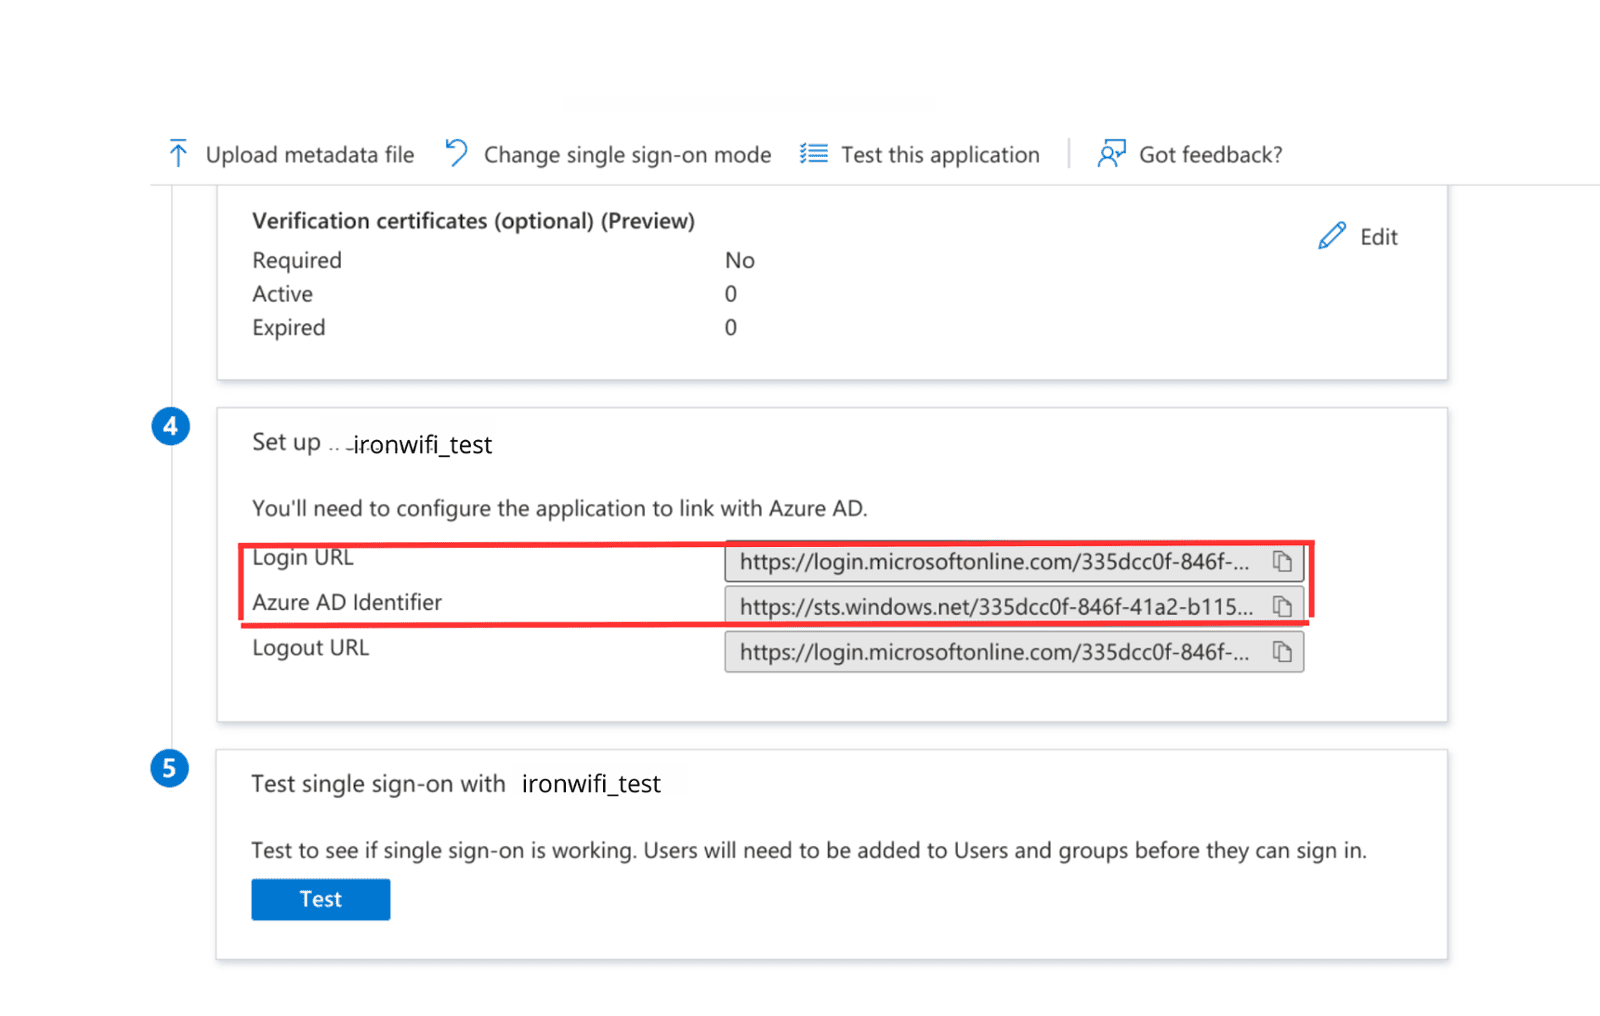 Upload metadata file Change single sign-on mode Test this application Got feedback?
Verification certificates (optional) (Preview)
Edit
Required No
Active 0
Expired 0
4
Set up ironwifi_test
You'll need to configure the application to link with Azure AD.
Login URL https://login.microsoftonline.com/335dcc0f-846f-...
Azure AD Identifier https://sts.windows.net/335dcc0f-846f-41a2-b115...
Logout URL https://login.microsoftonline.com/335dcc0f-846f-...
5
Test single sign-on with ironwifi_test
Test to see if single sign-on is working. Users will need to be added to Users and groups before they can sign in.
Test